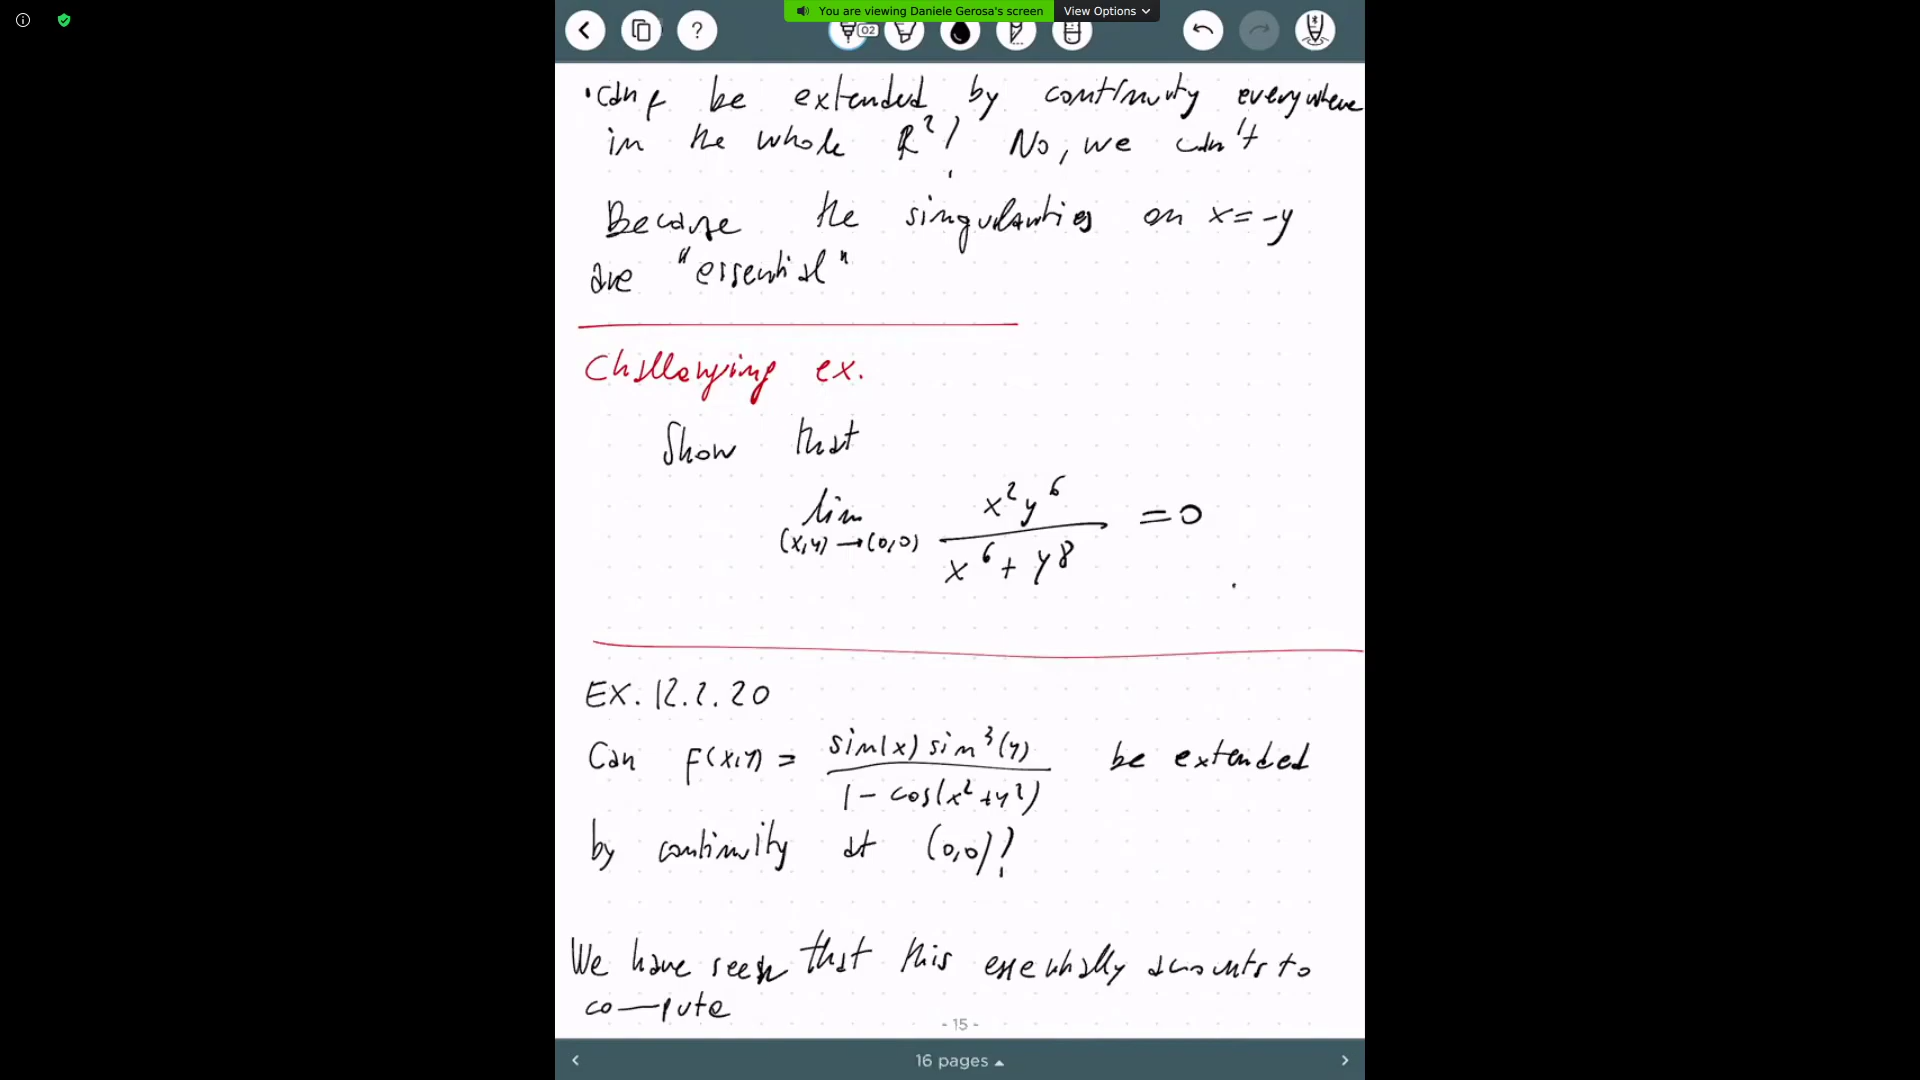 You are viewing Daniele Gerosa's screen View Options
02
• Can f be extended by continuity everywhere
in the whole R²? No, we can't
Because the singularities on x=-y
are "essential"
Challenging ex.
Show that
lim (x,y)→(0,0) x²y⁶ / x⁶+y⁸ = 0
EX. 12.2.20
Can f(x,y) = sin(x) sin³(y) / 1-cos(x²+y²) be extended
by continuity at (0,0)?
We have seen that this essentially amounts to
compute
- 15 -
16 pages